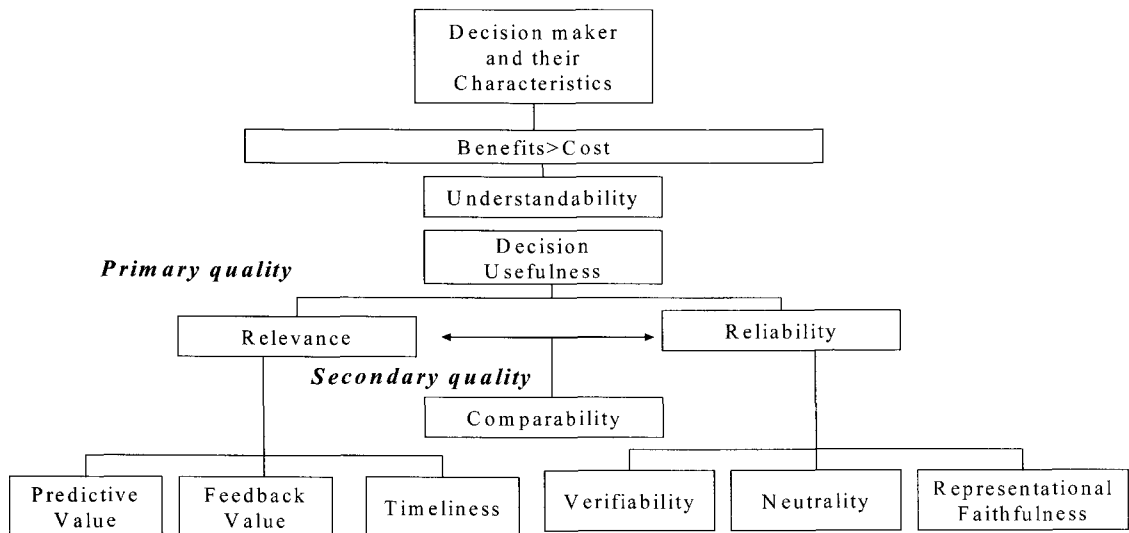 Decision maker
and their
Characteristics
Benefits>Cost
Understandability
Decision
Usefulness
Primary quality
Relevance
Reliability
Secondary quality
Comparability
Predictive
Value
Feedback
Value
Timeliness
Verifiability
Neutrality
Representational
Faithfulness